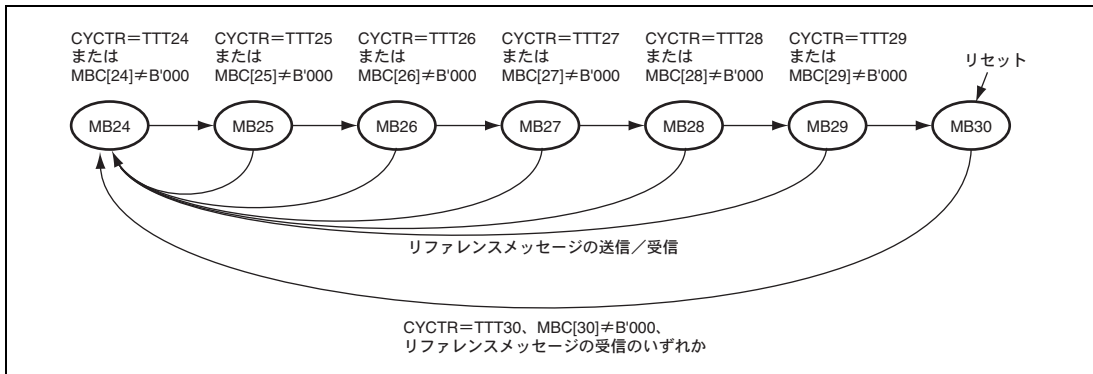 CYCTR＝TTT24
または
MBC[24]≠B'000
CYCTR＝TTT25
または
MBC[25]≠B'000
CYCTR＝TTT26
または
MBC[26]≠B'000
CYCTR＝TTT27
または
MBC[27]≠B'000
CYCTR＝TTT28
または
MBC[28]≠B'000
CYCTR＝TTT29
または
MBC[29]≠B'000
リセット
MB24
MB25
MB26
MB27
MB28
MB29
MB30
リファレンスメッセージの送信／受信
CYCTR＝TTT30、MBC[30]≠B'000、
リファレンスメッセージの受信のいずれか